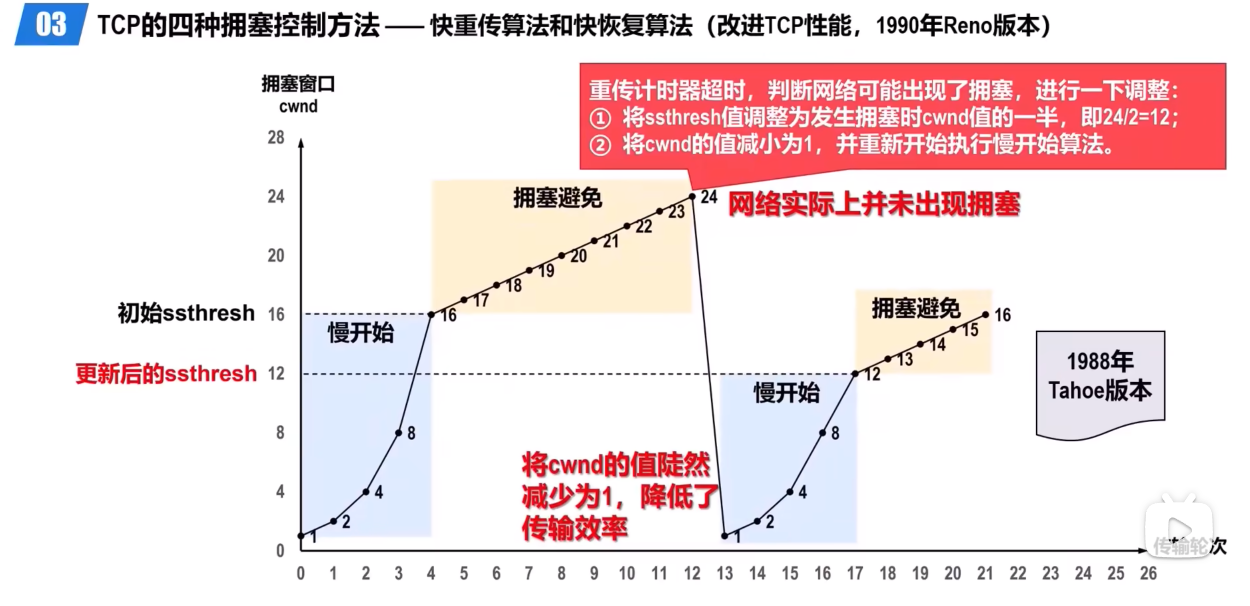 03 TCP的四种拥塞控制方法 —— 快重传算法和快恢复算法（改进TCP性能，1990年Reno版本）
拥塞窗口
cwnd
重传计时器超时，判断网络可能出现了拥塞，进行一下调整：
① 将ssthresh值调整为发生拥塞时cwnd值的一半，即24/2=12；
② 将cwnd的值减小为1，并重新开始执行慢开始算法。
28
24
20
初始ssthresh 16
更新后的ssthresh 12
8
4
0
慢开始
1
2
4
8
16
拥塞避免
17
18
19
20
21
22
23
24
网络实际上并未出现拥塞
将cwnd的值陡然
减少为1，降低了
传输效率
慢开始
1
2
4
8
12
拥塞避免
13
14
15
16
1988年
Tahoe版本
传输轮次
0 1 2 3 4 5 6 7 8 9 10 11 12 13 14 15 16 17 18 19 20 21 22 23 24 25 26